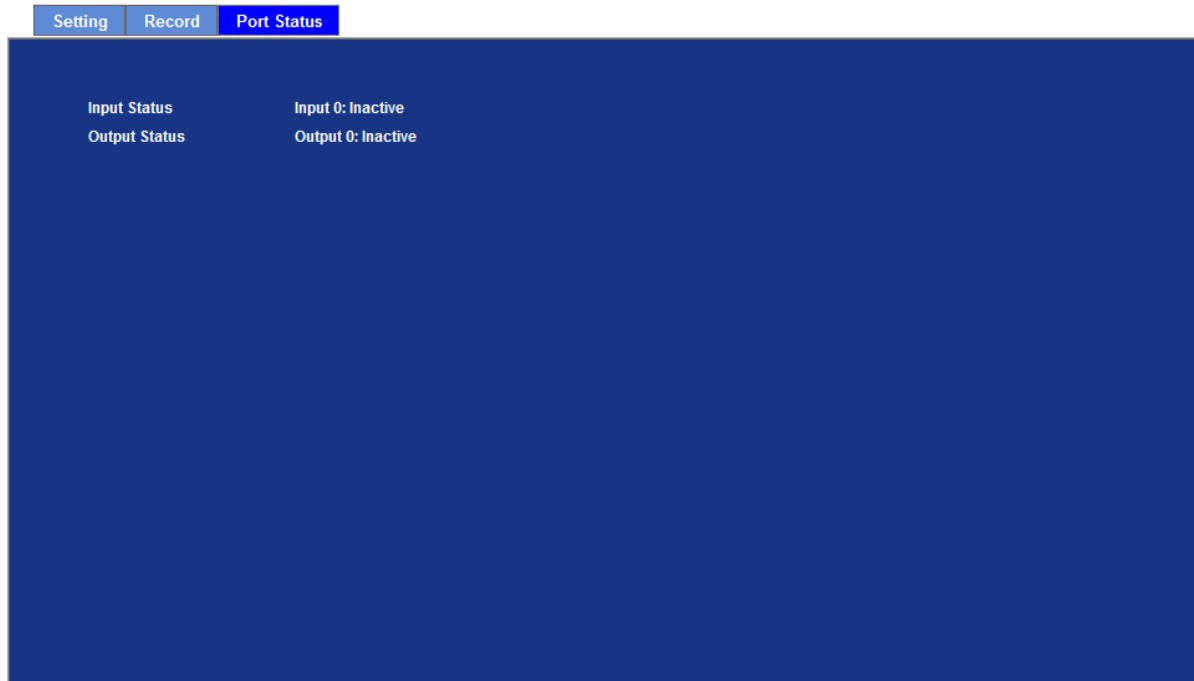 Setting Record Port Status
Input Status Input 0: Inactive
Output Status Output 0: Inactive